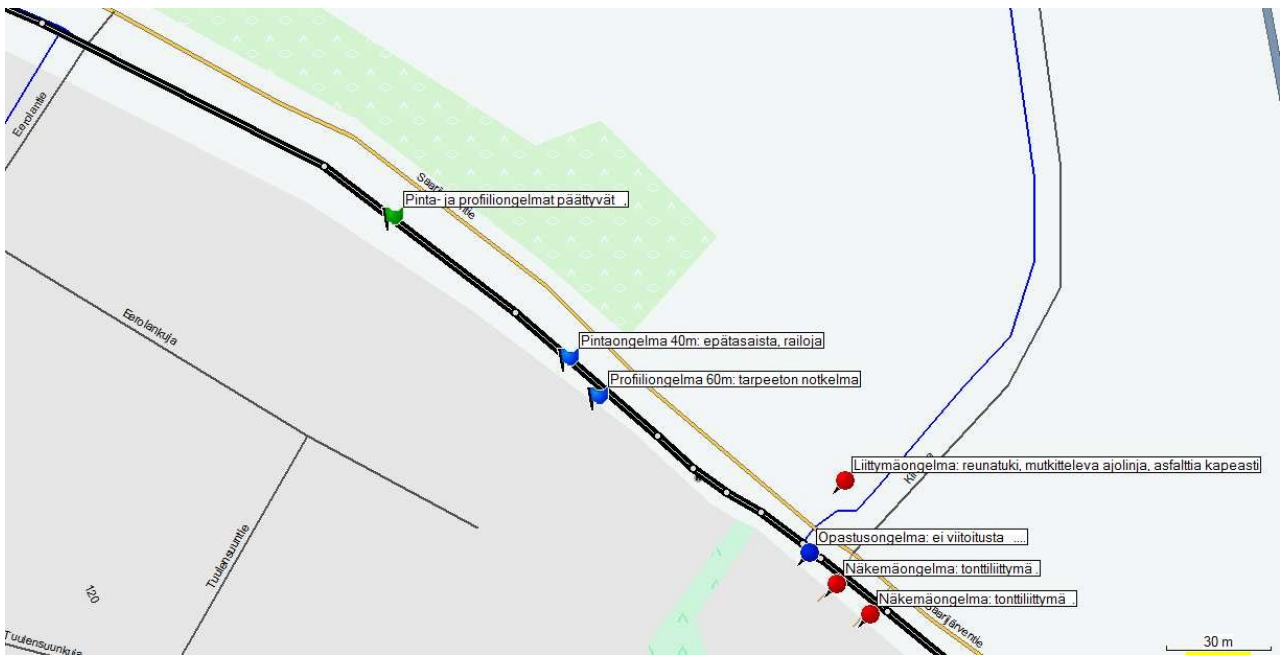 Eerolantie
Pinta- ja profiiliongelmat päättyvät .
Eerolankuja
Pintaongelma 40m: epätasaista, railoja
Profiiliongelma 60m: tarpeeton notkelma
Liittymäongelma: reunatuki, mutkitteleva ajolinja, asfalttia kapeasti
Opastusongelma: ei viitoitusta ....
Näkemäongelma: tonttiliittymä .
Näkemäongelma: tonttiliittymä .
Tuulensuuntie
120
Tuulensuunkuja
30 m